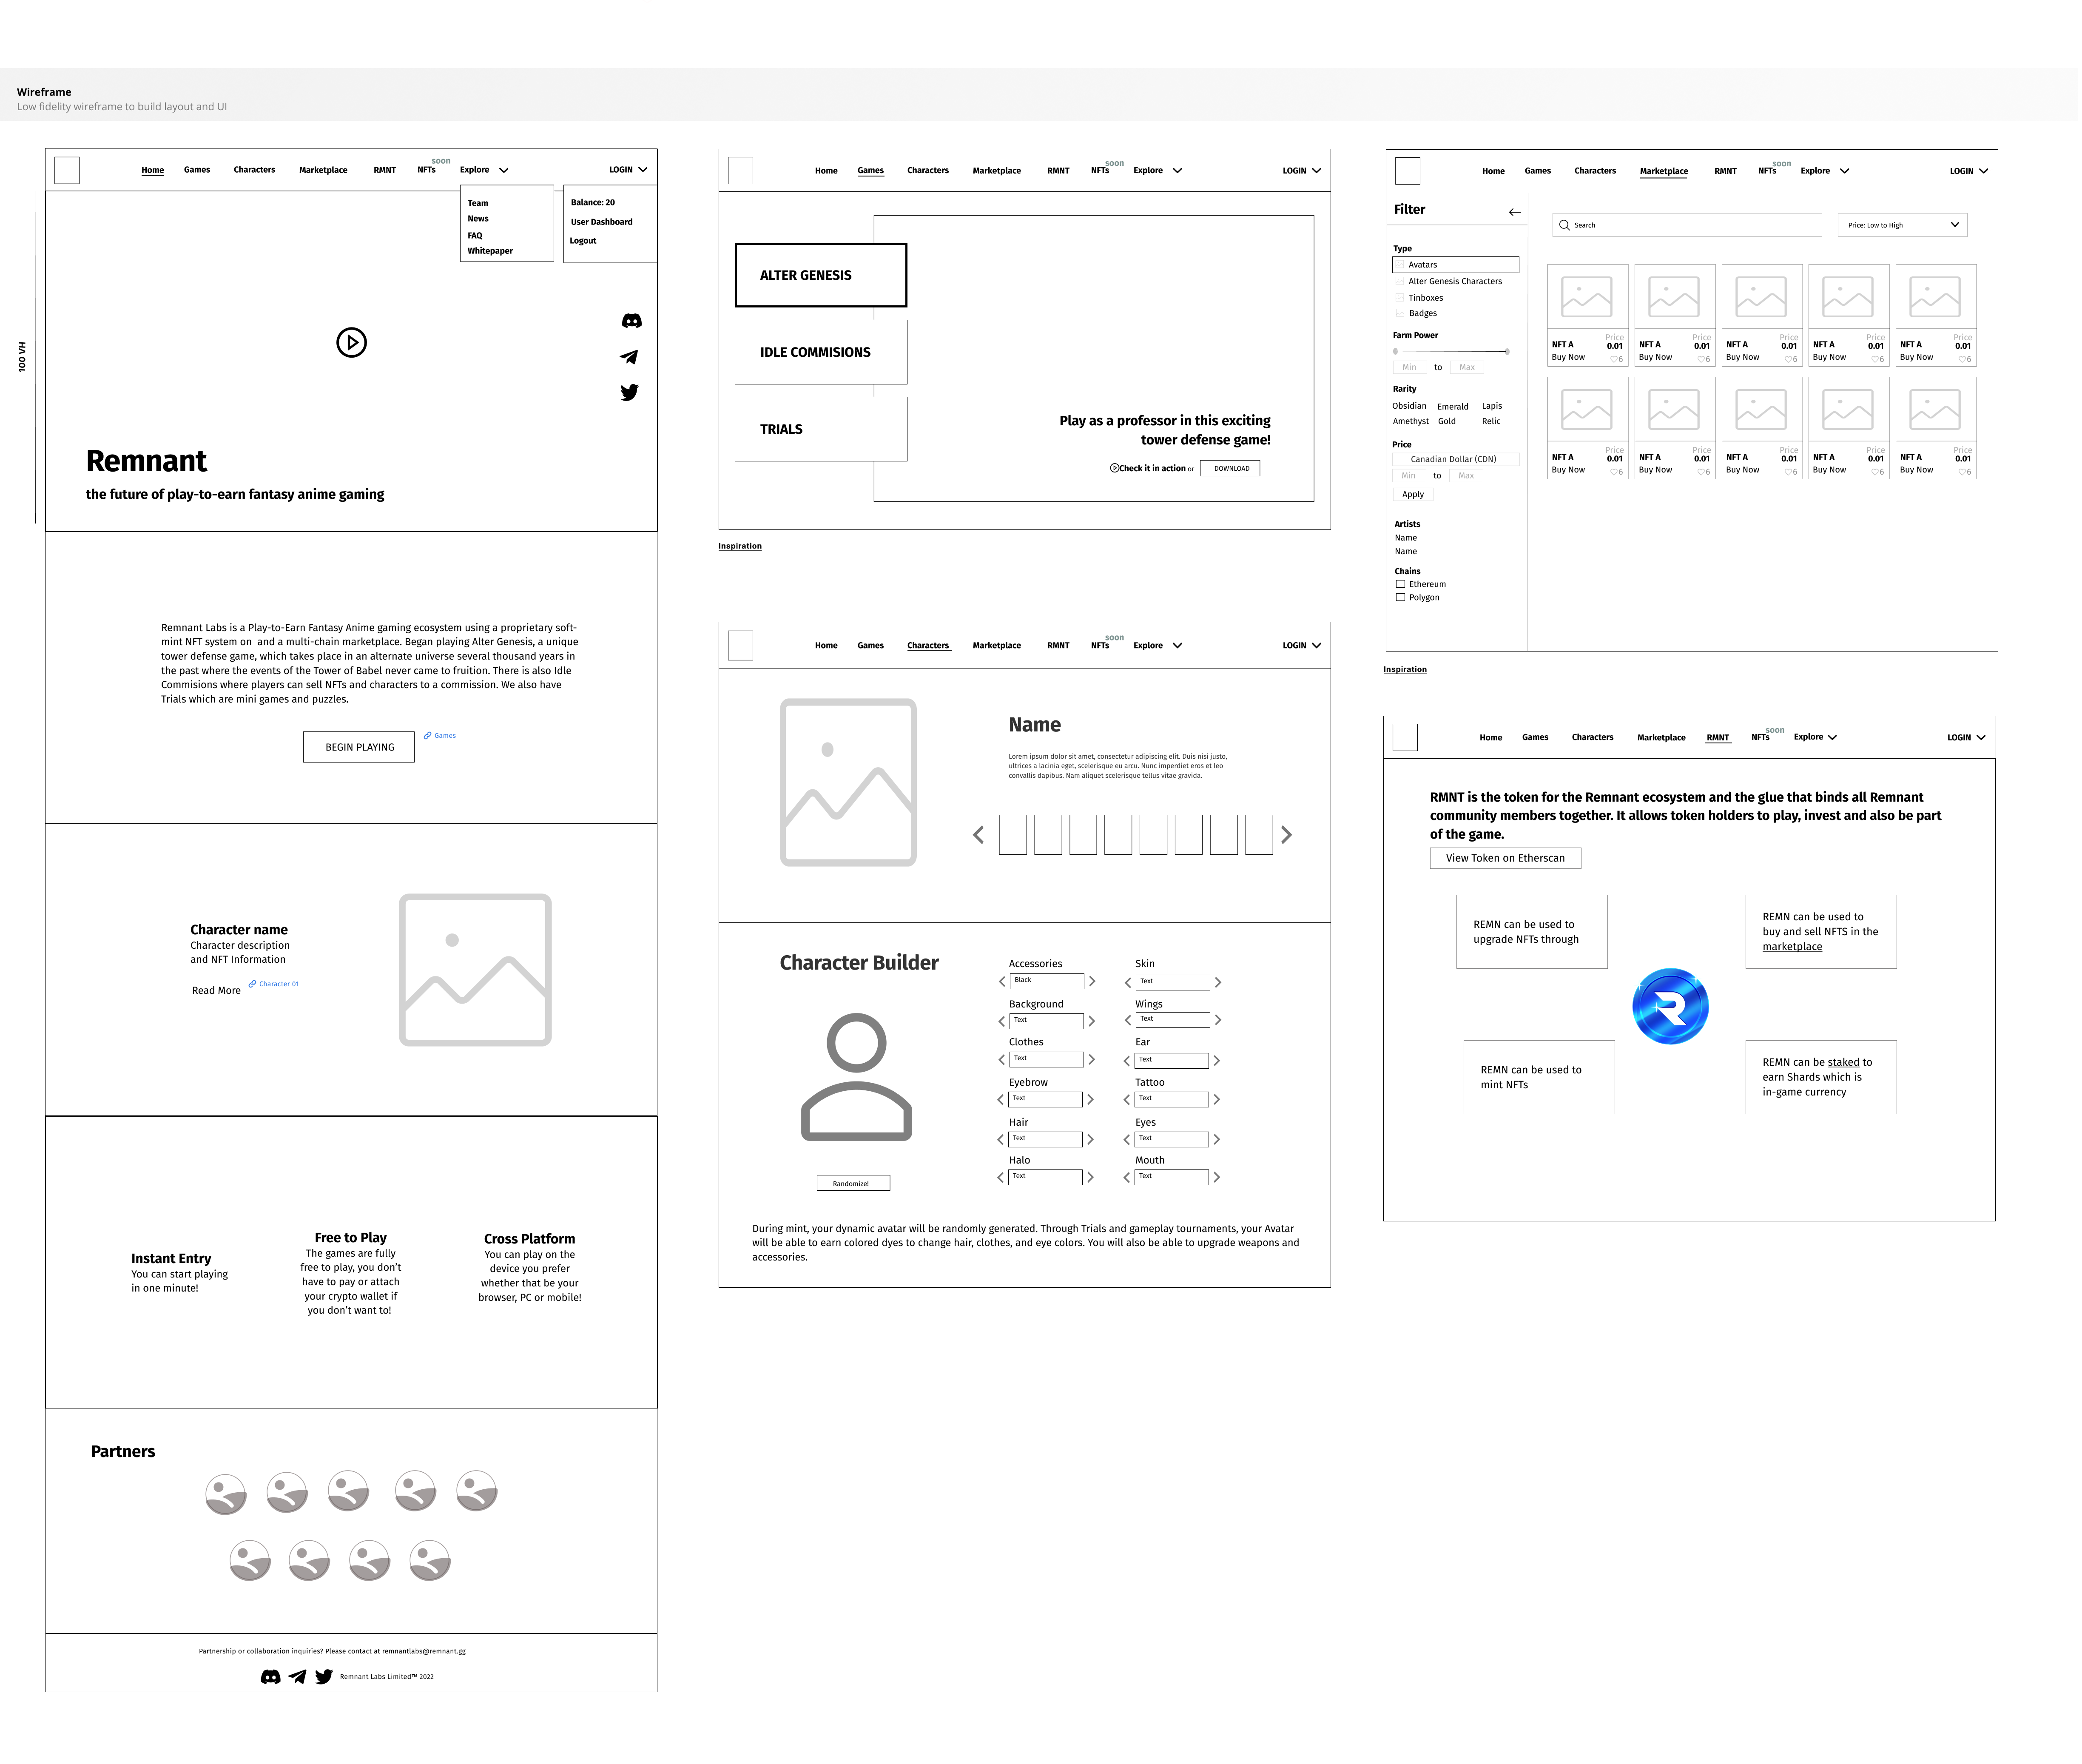 Wireframe
Low fidelity wireframe to build layout and UI
Home Games Characters Marketplace RMNT NFTs soon Explore LOGIN
Team
News
FAQ
Whitepaper
Balance: 20
User Dashboard
Logout
100 VH
Remnant
the future of play-to-earn fantasy anime gaming
Remnant Labs is a Play-to-Earn Fantasy Anime gaming ecosystem using a proprietary soft-
mint NFT system on and a multi-chain marketplace. Began playing Alter Genesis, a unique
tower defense game, which takes place in an alternate universe several thousand years in
the past where the events of the Tower of Babel never came to fruition. There is also Idle
Commisions where players can sell NFTs and characters to a commission. We also have
Trials which are mini games and puzzles.
BEGIN PLAYING
Games
Character name
Character description
and NFT Information
Read More
Character 01
Instant Entry
You can start playing
in one minute!
Free to Play
The games are fully
free to play, you don't
have to pay or attach
your crypto wallet if
you don't want to!
Cross Platform
You can play on the
device you prefer
whether that be your
browser, PC or mobile!
Partners
Partnership or collaboration inquiries? Please contact at remnantlabs@remnant.gg
Remnant Labs Limited™ 2022
Home Games Characters Marketplace RMNT NFTs soon Explore LOGIN
ALTER GENESIS
IDLE COMMISIONS
TRIALS
Play as a professor in this exciting
tower defense game!
Check it in action or DOWNLOAD
Inspiration
Home Games Characters Marketplace RMNT NFTs soon Explore LOGIN
Name
Lorem ipsum dolor sit amet, consectetur adipiscing elit. Duis nisi justo,
ultrices a lacinia eget, scelerisque eu arcu. Nunc imperdiet eros et leo
convallis dapibus. Nam aliquet scelerisque tellus vitae gravida.
Character Builder
Randomize!
Accessories
Black
Background
Text
Clothes
Text
Eyebrow
Text
Hair
Text
Halo
Text
Skin
Text
Wings
Text
Ear
Text
Tattoo
Text
Eyes
Text
Mouth
Text
During mint, your dynamic avatar will be randomly generated. Through Trials and gameplay tournaments, your Avatar
will be able to earn colored dyes to change hair, clothes, and eye colors. You will also be able to upgrade weapons and
accessories.
Home Games Characters Marketplace RMNT NFTs soon Explore LOGIN
Filter
Type
Avatars
Alter Genesis Characters
Tinboxes
Badges
Farm Power
Min to Max
Rarity
Obsidian Emerald Lapis
Amethyst Gold Relic
Price
Canadian Dollar (CDN)
Min to Max
Apply
Artists
Name
Name
Chains
Ethereum
Polygon
Search
Price: Low to High
Price Price Price Price Price
NFT A 0.01 NFT A 0.01 NFT A 0.01 NFT A 0.01 NFT A 0.01
Buy Now 6 Buy Now 6 Buy Now 6 Buy Now 6 Buy Now 6
Price Price Price Price Price
NFT A 0.01 NFT A 0.01 NFT A 0.01 NFT A 0.01 NFT A 0.01
Buy Now 6 Buy Now 6 Buy Now 6 Buy Now 6 Buy Now 6
Inspiration
Home Games Characters Marketplace RMNT NFTs soon Explore LOGIN
RMNT is the token for the Remnant ecosystem and the glue that binds all Remnant
community members together. It allows token holders to play, invest and also be part
of the game.
View Token on Etherscan
REMN can be used to
upgrade NFTs through
REMN can be used to
buy and sell NFTS in the
marketplace
R
REMN can be used to
mint NFTs
REMN can be staked to
earn Shards which is
in-game currency